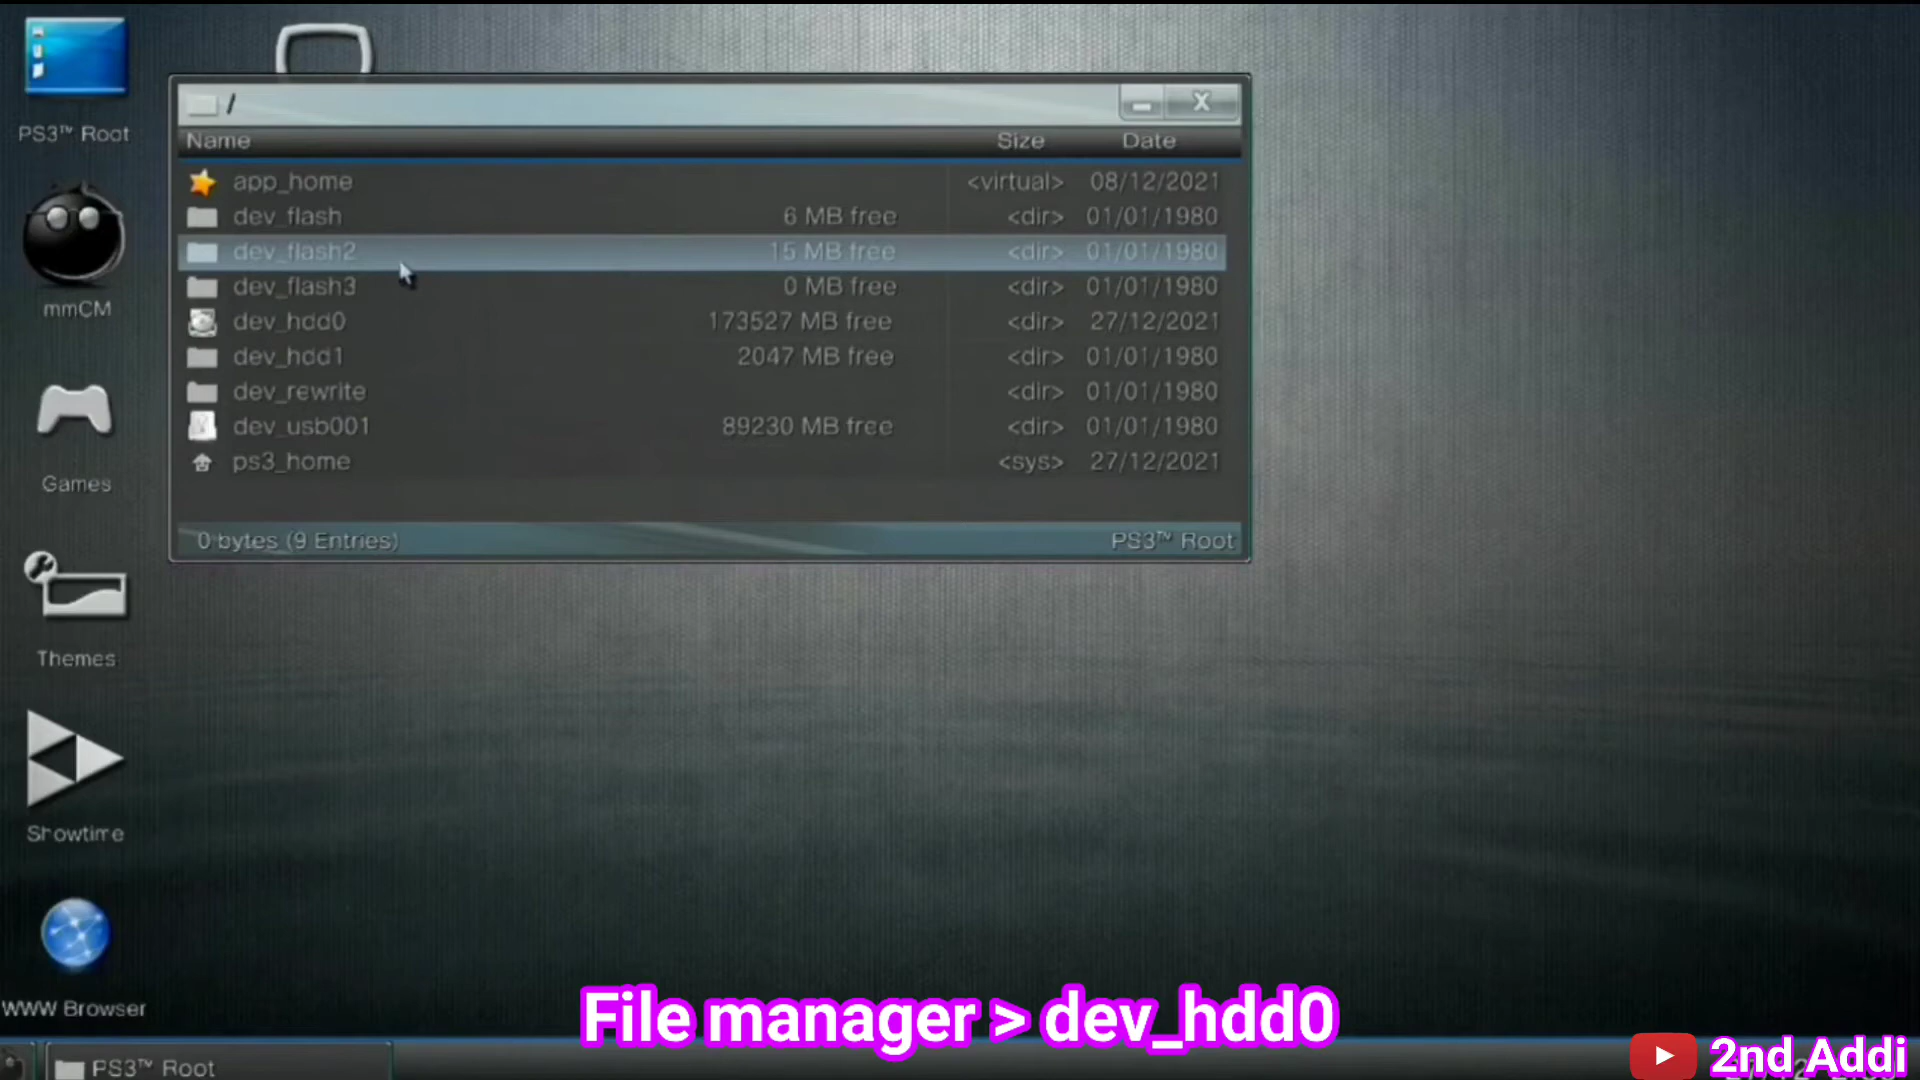 PS3™ Root
mmCM
Games
Themes
Showtime
WWW Browser
/
Name Size Date
app_home <virtual> 08/12/2021
dev_flash 6 MB free <dir> 01/01/1980
dev_flash2 15 MB free <dir> 01/01/1980
dev_flash3 0 MB free <dir> 01/01/1980
dev_hdd0 173527 MB free <dir> 27/12/2021
dev_hdd1 2047 MB free <dir> 01/01/1980
dev_rewrite <dir> 01/01/1980
dev_usb001 89230 MB free <dir> 01/01/1980
ps3_home <sys> 27/12/2021
0 bytes (9 Entries) PS3™ Root
File manager > dev_hdd0
PS3™ Root
2nd Addi